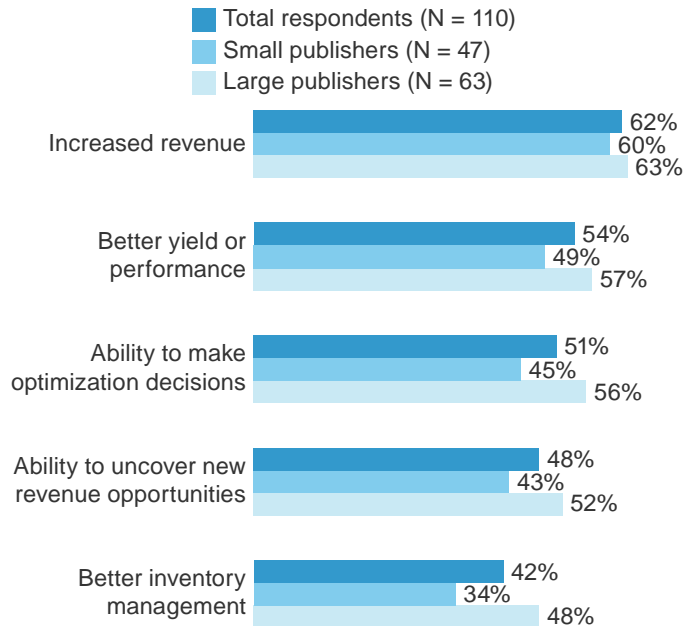 Total respondents (N = 110)
Small publishers (N = 47)
Large publishers (N = 63)
Increased revenue
62%
60%
63%
Better yield or
performance
54%
49%
57%
Ability to make
optimization decisions
51%
45%
56%
Ability to uncover new
revenue opportunities
48%
43%
52%
Better inventory
management
42%
34%
48%